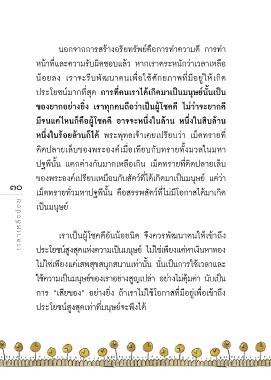 นอกจากการสร้างอริยทรัพย์คือการทำความดี การทำ
หน้าที่และความรับผิดชอบแล้ว หากเราตระหนักว่าเวลาเหลือ
น้อยลง เราจะรีบพัฒนาตนเพื่อใช้ศักยภาพที่มีอยู่ให้เกิด
ประโยชน์มากที่สุด การที่คนเราได้เกิดมาเป็นมนุษย์นั้นเป็น
ของยากอย่างยิ่ง เราทุกคนถือว่าเป็นผู้โชคดี ไม่ว่าจะยากดี
มีจนแค่ไหนก็คือผู้โชคดี อาจจะหนึ่งในล้าน หนึ่งในสิบล้าน
หนึ่งในร้อยล้านก็ได้ พระพุทธเจ้าเคยเปรียบว่า เม็ดทรายที่
ติดปลายเล็บของพระองค์เมื่อเทียบกับทรายทั้งมวลในมหา
ปฐพีนั้น แตกต่างกันมากเหลือเกิน เม็ดทรายที่ติดปลายเล็บ
ของพระองค์เปรียบเหมือนกับสัตว์ที่ได้เกิดมาเป็นมนุษย์ แต่ว่า
เม็ดทรายทั่วมหาปฐพีนั้น คือสรรพสัตว์ที่ไม่มีโอกาสได้มาเกิด
เป็นมนุษย์
เราเป็นผู้โชคดีอันน้อยนิด จึงควรพัฒนาตนให้เข้าถึง
ประโยชน์สูงสุดแห่งความเป็นมนุษย์ ไม่ใช่เพียงแค่หาเงินหาทอง
ไม่ใช่เพียงแค่เสพสุขสนุกสนานเท่านั้น นั่นเป็นการใช้เวลาและ
ใช้ความเป็นมนุษย์ของเราอย่างสูญเปล่า อย่างไม่คุ้มค่า นับเป็น
การ "เสียของ" อย่างยิ่ง ถ้าเราไม่ใช้โอกาสที่มีอยู่เพื่อเข้าถึง
ประโยชน์สูงสุดเท่าที่มนุษย์จะพึงได้
๓๐
เวลาเหลือน้อย